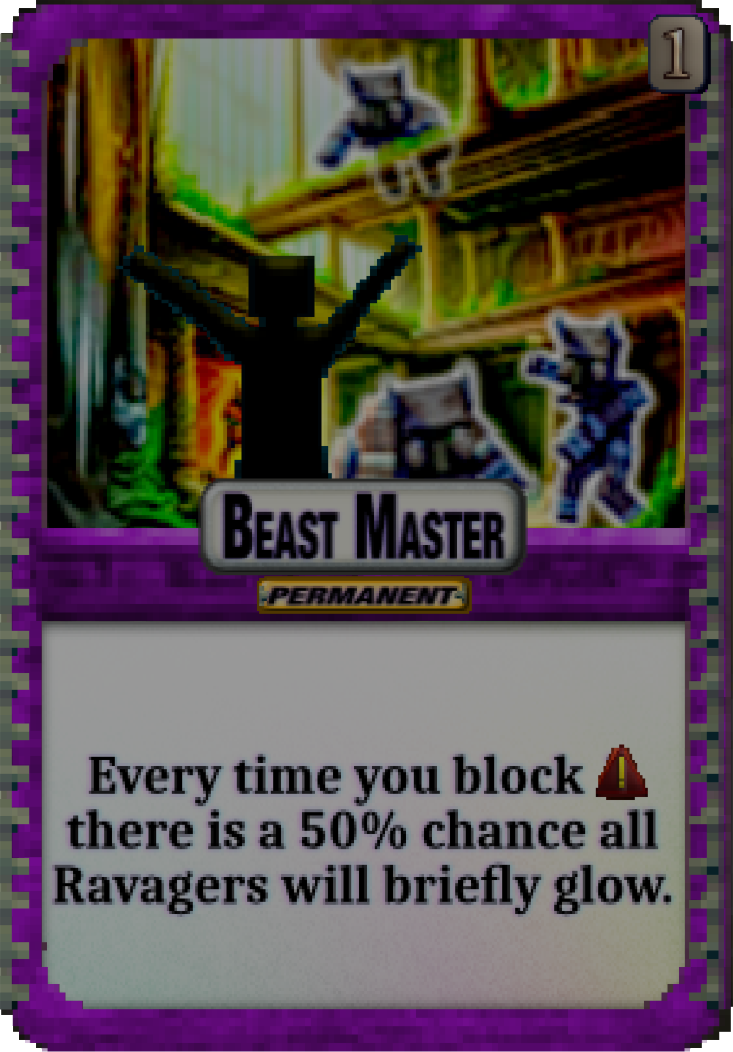 1
BEAST MASTER
-PERMANENT-
Every time you block
there is a 50% chance all
Ravagers will briefly glow.